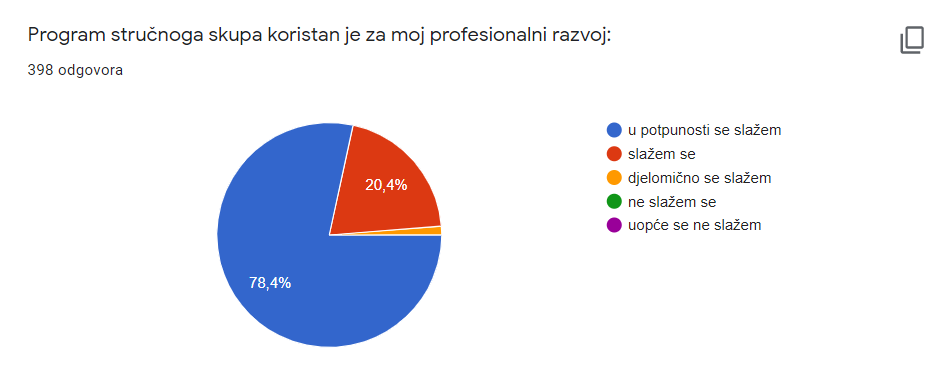 Program stručnoga skupa koristan je za moj profesionalni razvoj:
398 odgovora
u potpunosti se slažem
slažem se
djelomično se slažem
ne slažem se
uopće se ne slažem
20,4%
78,4%